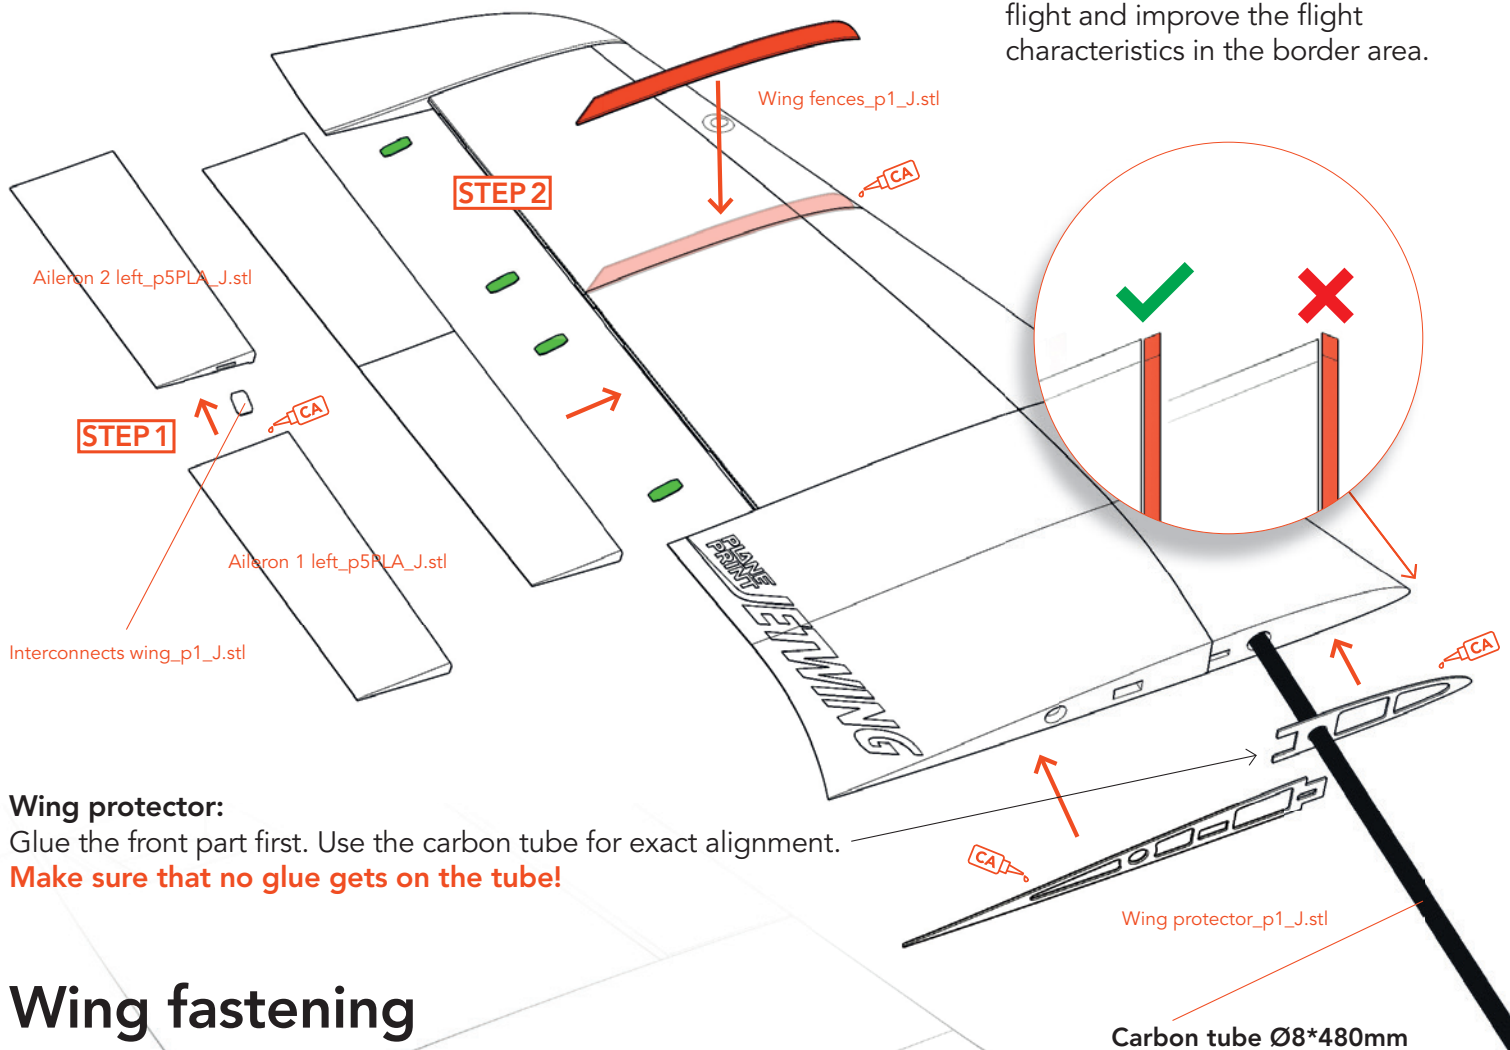 flight and improve the flight
characteristics in the border area.
Wing fences_p1_J.stl
CA
STEP 2
Aileron 2 left_p5PLA_J.stl
STEP 1
CA
Aileron 1 left_p5PLA_J.stl
Interconnects wing_p1_J.stl
PLANE
PRINT
JETWING
CA
Wing protector:
Glue the front part first. Use the carbon tube for exact alignment.
Make sure that no glue gets on the tube!
CA
Wing protector_p1_J.stl
Wing fastening
Carbon tube Ø8*480mm